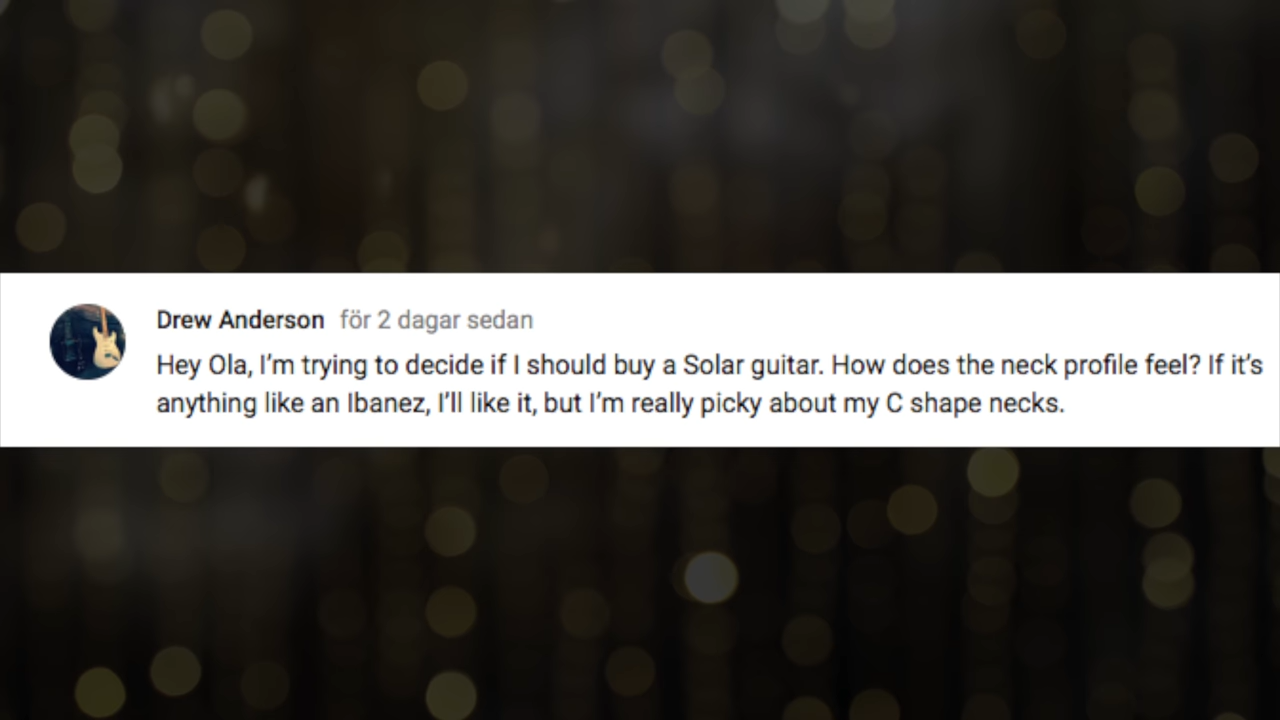 Drew Anderson för 2 dagar sedan
Hey Ola, I’m trying to decide if I should buy a Solar guitar. How does the neck profile feel? If it’s
anything like an Ibanez, I’ll like it, but I’m really picky about my C shape necks.